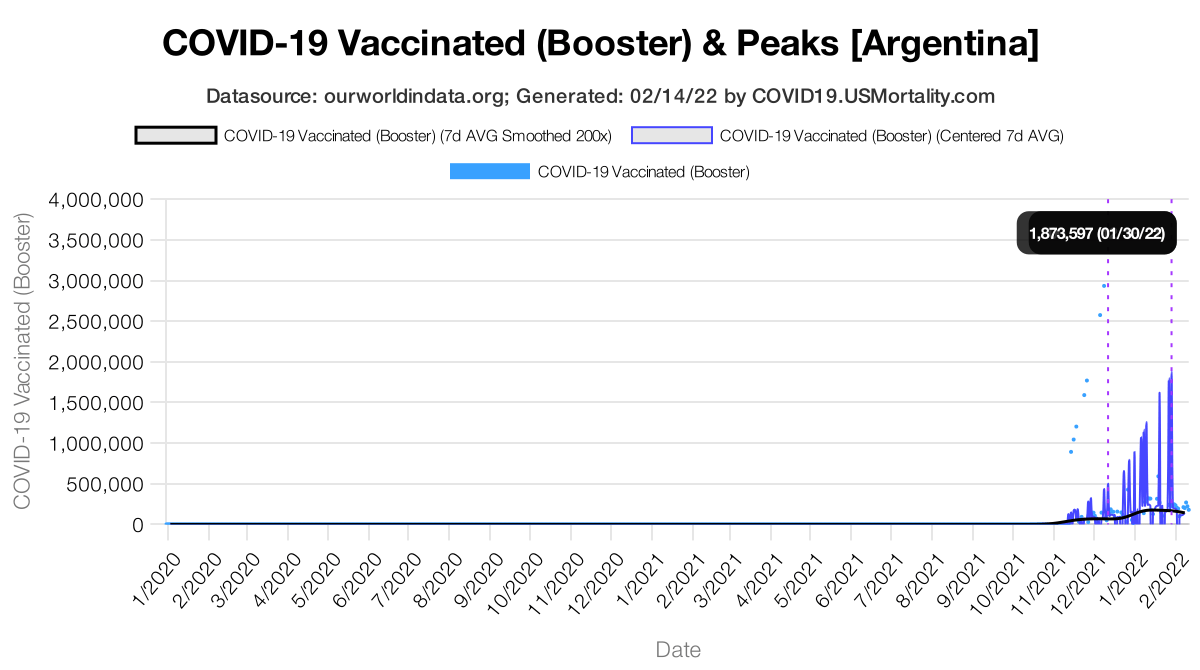 COVID-19 Vaccinated (Booster) & Peaks [Argentina]
Datasource: ourworldindata.org; Generated: 02/14/22 by COVID19.USMortality.com
COVID-19 Vaccinated (Booster) (7d AVG Smoothed 200x) COVID-19 Vaccinated (Booster) (Centered 7d AVG)
COVID-19 Vaccinated (Booster)
COVID-19 Vaccinated (Booster)
4,000,000
3,500,000
3,000,000
2,500,000
2,000,000
1,500,000
1,000,000
500,000
0
1,873,597 (01/30/22)
1/2020 2/2020 3/2020 4/2020 5/2020 6/2020 7/2020 8/2020 9/2020 10/2020 11/2020 12/2020 1/2021 2/2021 3/2021 4/2021 5/2021 6/2021 7/2021 8/2021 9/2021 10/2021 11/2021 12/2021 1/2022 2/2022
Date